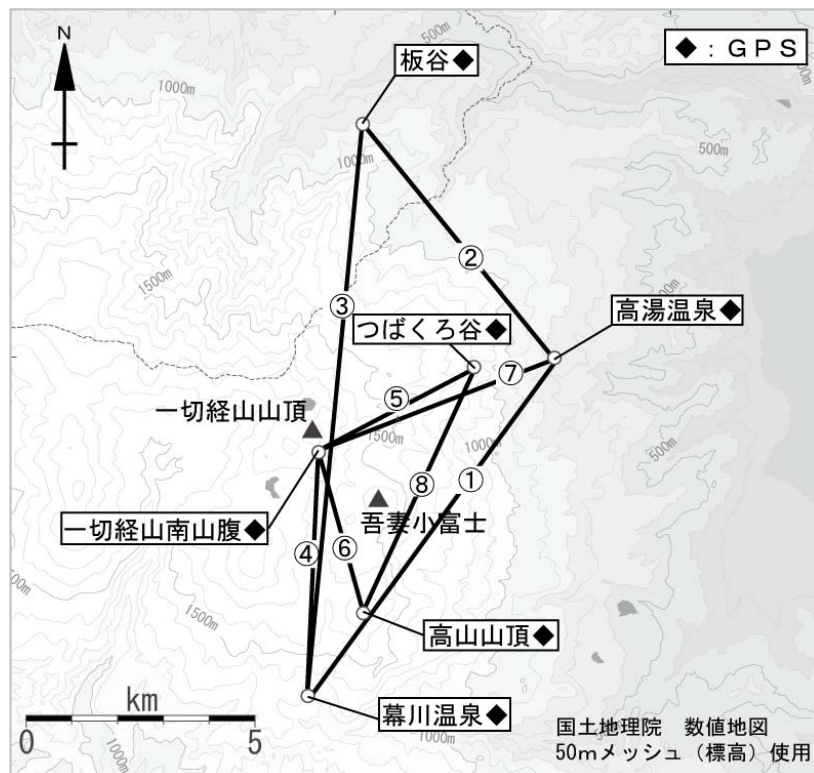 N
板谷◆
◆：ＧＰＳ
500m
1000m
1000m
500m
②
1500m
③
高湯温泉◆
つばくろ谷◆
⑦
⑤
一切経山山頂
1500m
1000m
500m
①
⑧
吾妻小富士
一切経山南山腹◆
④
⑥
1500m
高山山頂◆
km
幕川温泉◆
0
5
1000m
1000m
国土地理院　数値地図
50mメッシュ（標高）使用